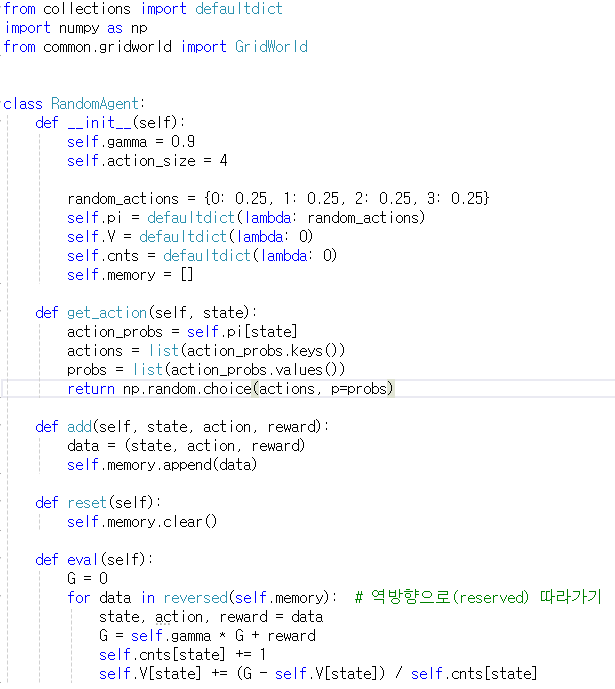 from collections import defaultdict
import numpy as np
from common.gridworld import GridWorld
class RandomAgent:
def __init__(self):
self.gamma = 0.9
self.action_size = 4
random_actions = {0: 0.25, 1: 0.25, 2: 0.25, 3: 0.25}
self.pi = defaultdict(lambda: random_actions)
self.V = defaultdict(lambda: 0)
self.cnts = defaultdict(lambda: 0)
self.memory = []
def get_action(self, state):
action_probs = self.pi[state]
actions = list(action_probs.keys())
probs = list(action_probs.values())
return np.random.choice(actions, p=probs)
def add(self, state, action, reward):
data = (state, action, reward)
self.memory.append(data)
def reset(self):
self.memory.clear()
def eval(self):
G = 0
for data in reversed(self.memory): # 역방향으로(reserved) 따라가기
state, action, reward = data
G = self.gamma * G + reward
self.cnts[state] += 1
self.V[state] += (G - self.V[state]) / self.cnts[state]